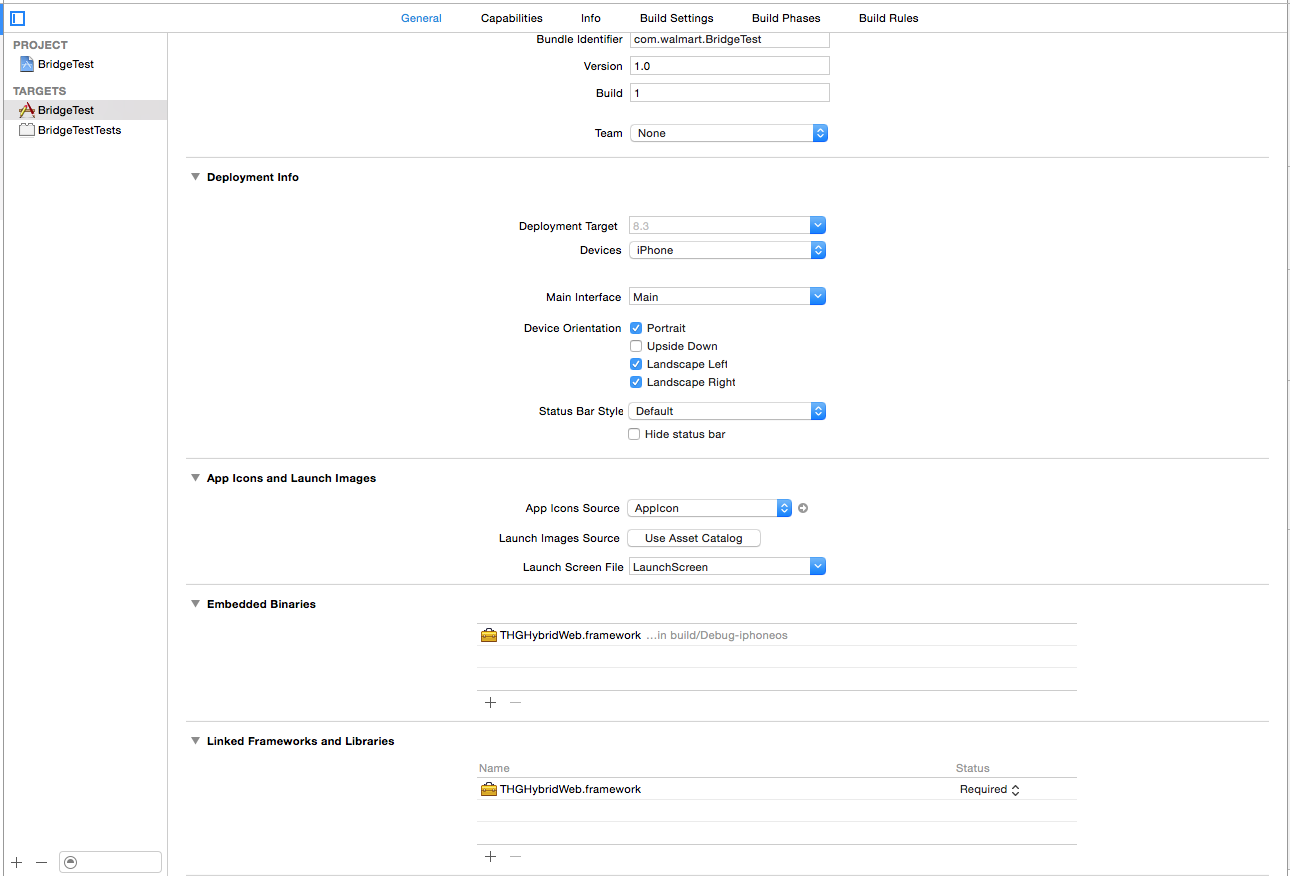 General Capabilities Info Build Settings Build Phases Build Rules
PROJECT
BridgeTest
TARGETS
BridgeTest
BridgeTestTests
Bundle Identifier com.walmart.BridgeTest
Version 1.0
Build 1
Team None
Deployment Info
Deployment Target 8.3
Devices iPhone
Main Interface Main
Device Orientation Portrait
Upside Down
Landscape Left
Landscape Right
Status Bar Style Default
Hide status bar
App Icons and Launch Images
App Icons Source AppIcon
Launch Images Source Use Asset Catalog
Launch Screen File LaunchScreen
Embedded Binaries
THGHybridWeb.framework ...in build/Debug-iphoneos
Linked Frameworks and Libraries
Name Status
THGHybridWeb.framework Required